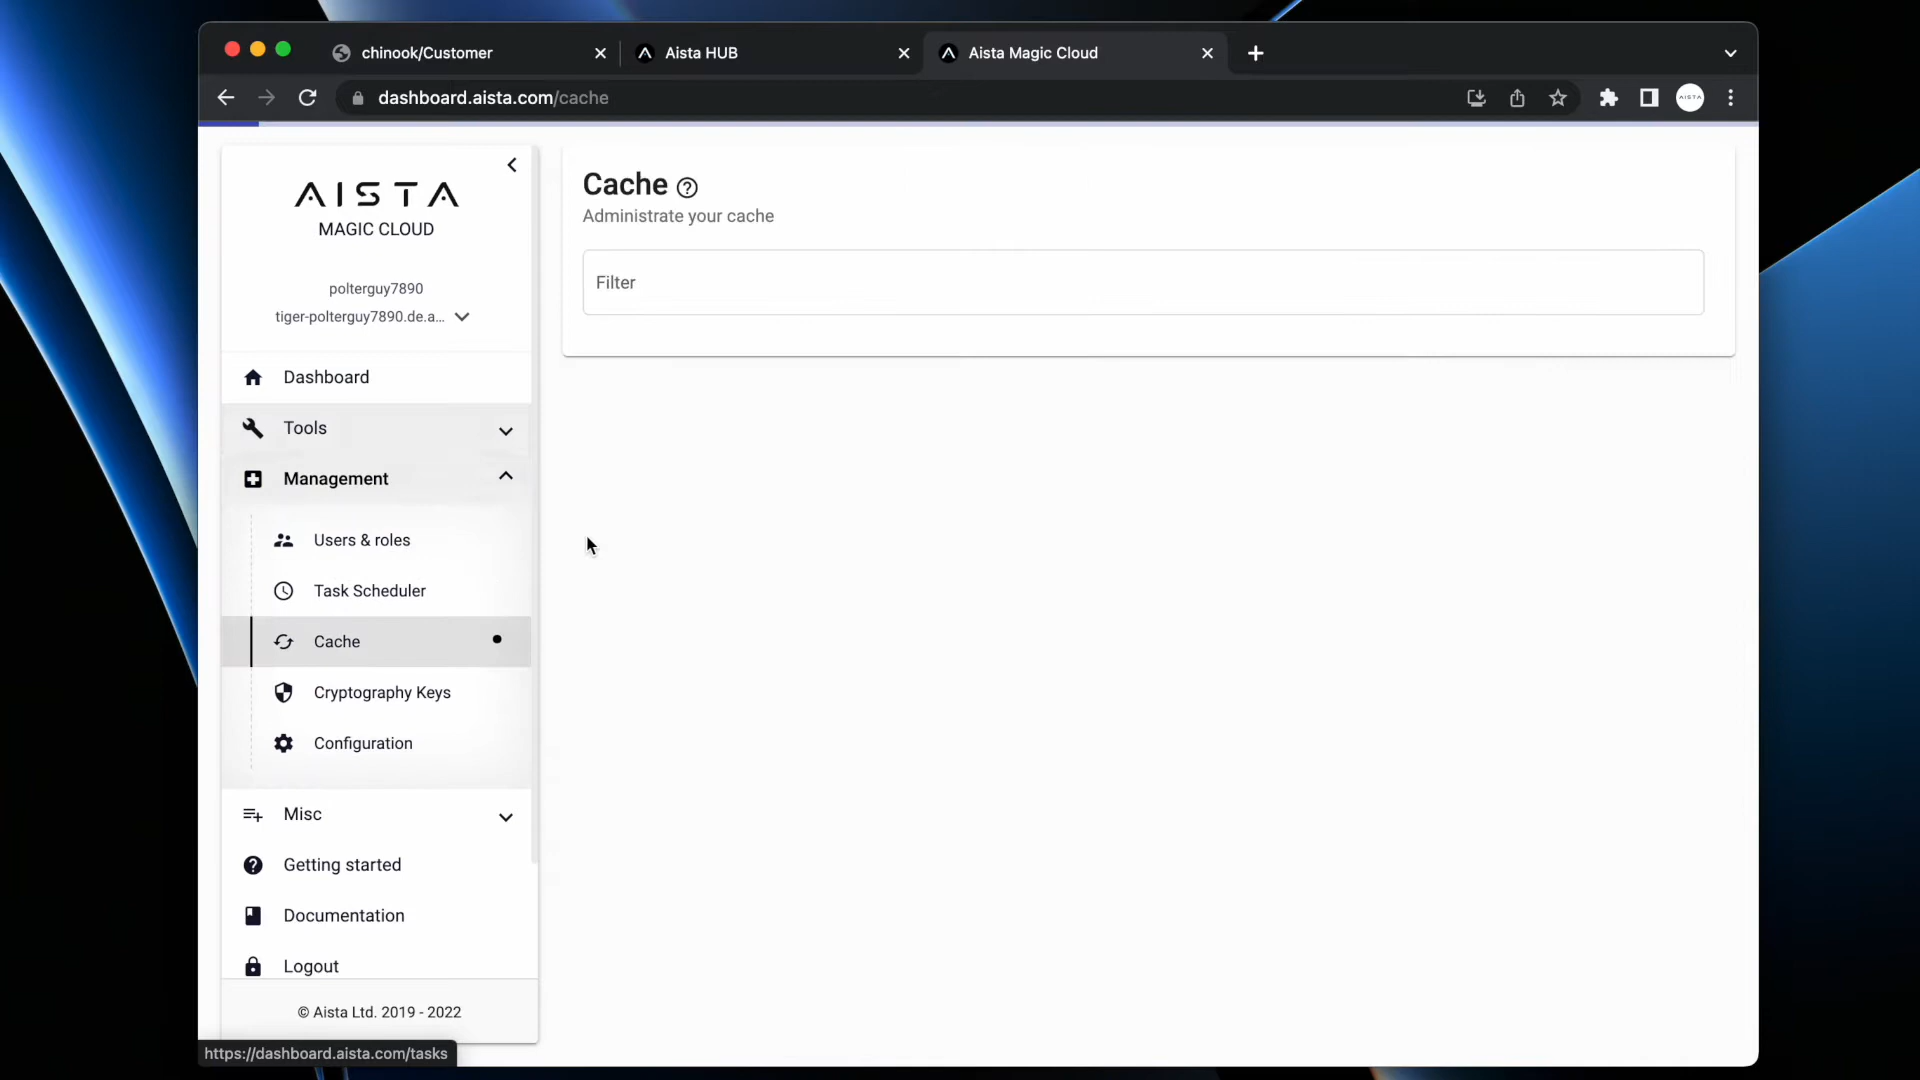 chinook/Customer
Aista HUB
Aista Magic Cloud
dashboard.aista.com/cache
AISTA
AISTA
MAGIC CLOUD
polterguy7890
tiger-polterguy7890.de.a...
Dashboard
Tools
Management
Users & roles
Task Scheduler
Cache
Cryptography Keys
Configuration
Misc
Getting started
Documentation
Logout
© Aista Ltd. 2019 - 2022
https://dashboard.aista.com/tasks
Cache
Administrate your cache
Filter